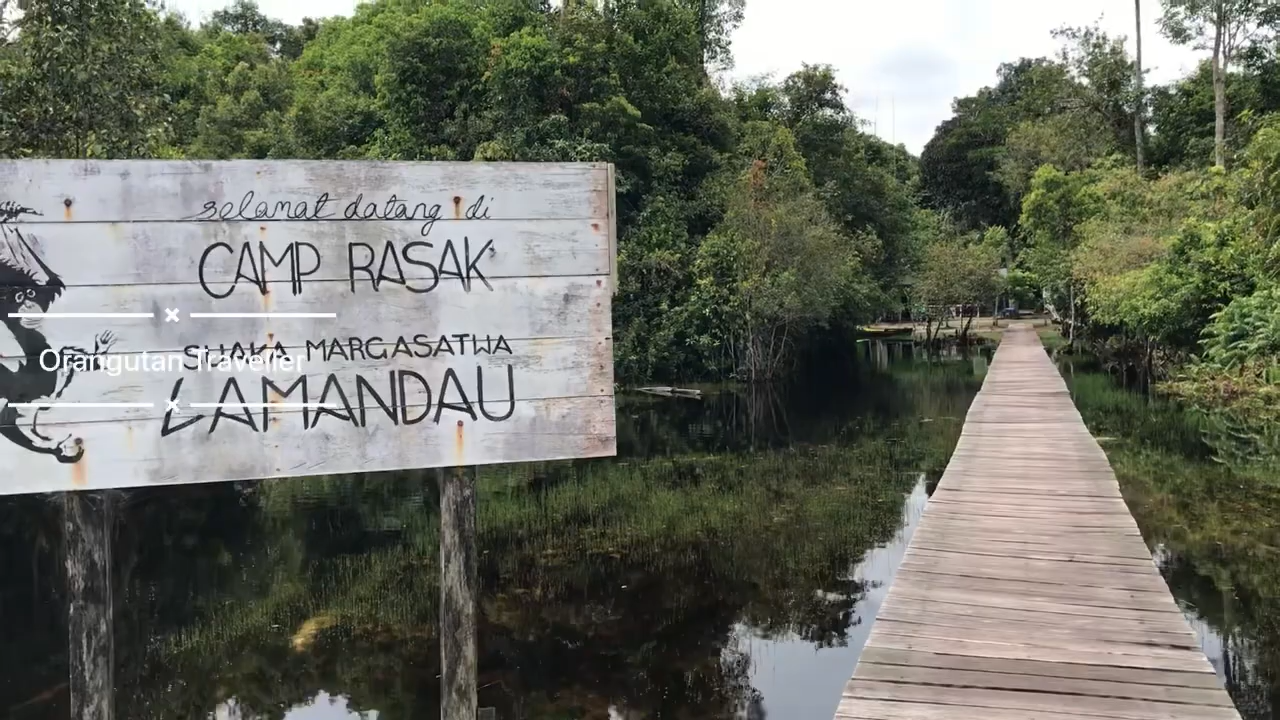 selamat datang di
CAMP RASAK
SUAKA MARGASATWA
Orangutan Traveller
LAMANDAU